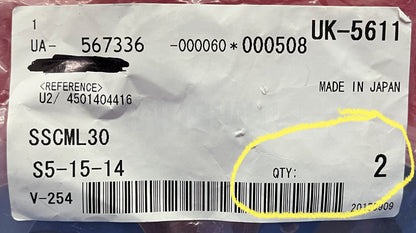 1 UK-5611
UA- 567336 -000060*000508
<REFERENCE>
U2/ 4501404416 MADE IN JAPAN
SSCML30
S5-15-14 QTY: 2
V-254